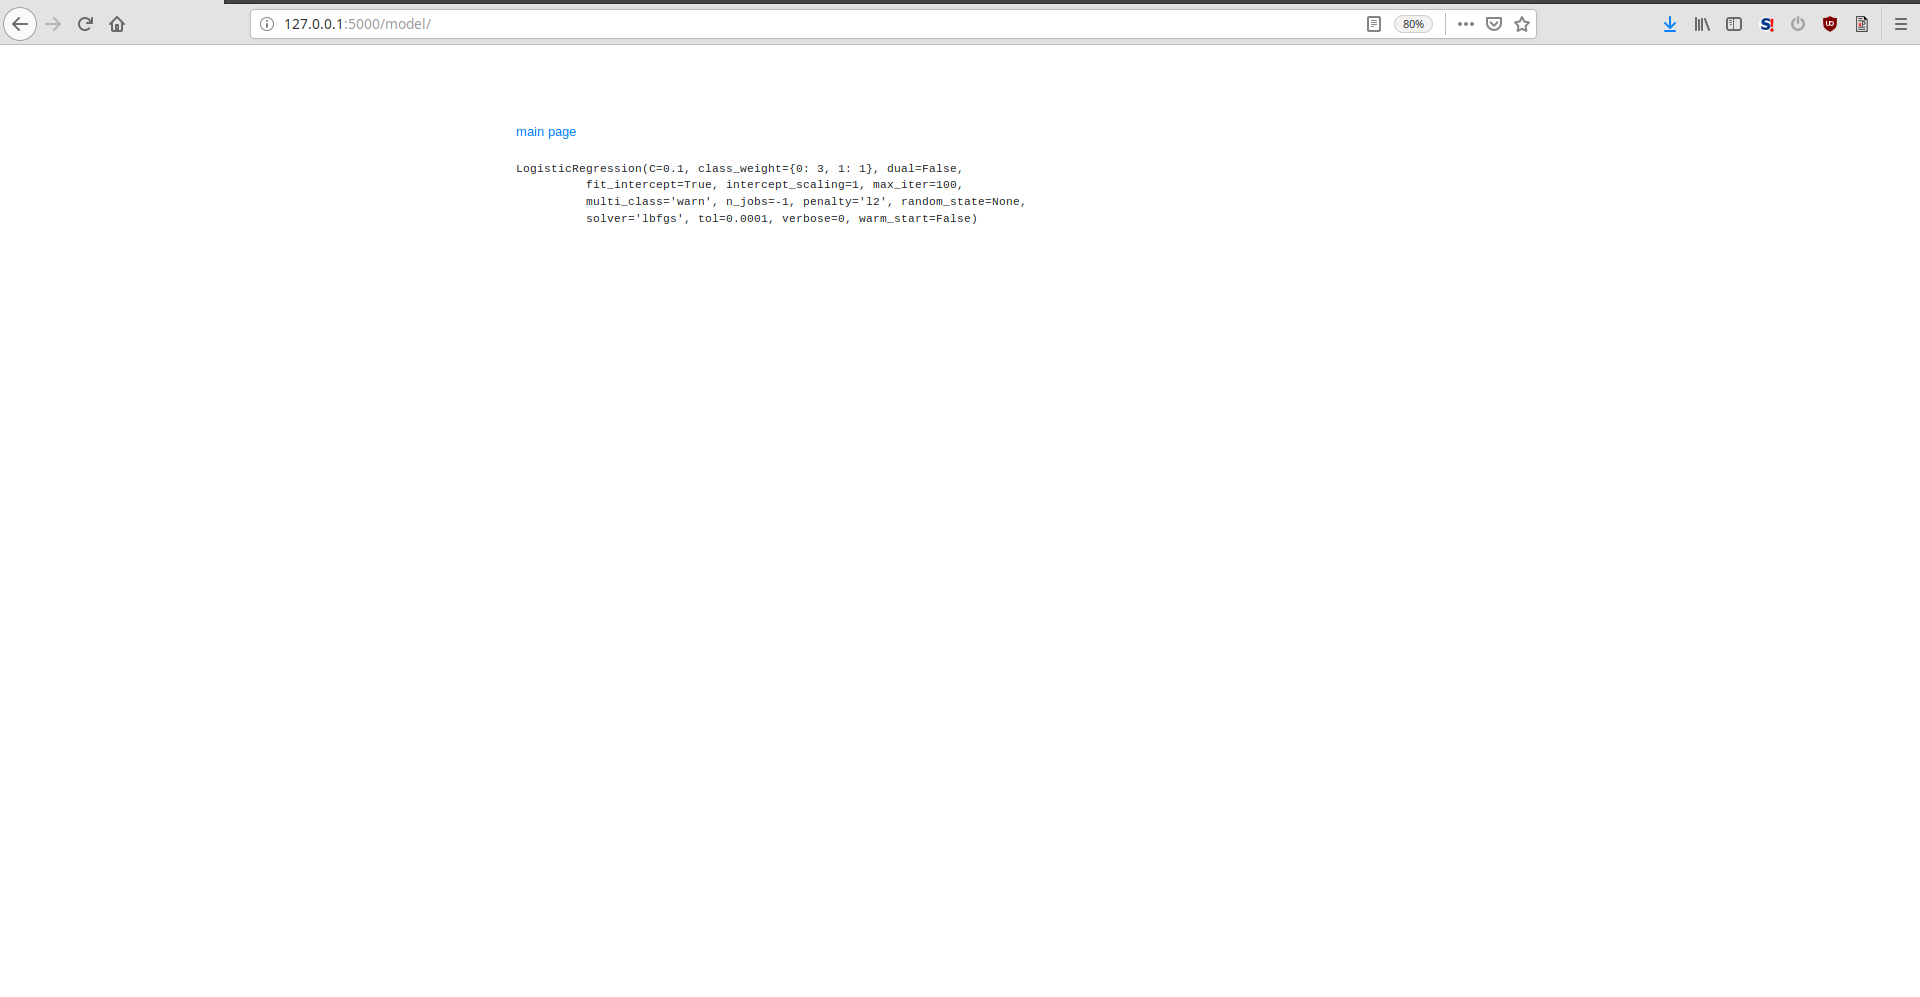 127.0.0.1:5000/model/
80%
S!
main page
LogisticRegression(C=0.1, class_weight={0: 3, 1: 1}, dual=False,
fit_intercept=True, intercept_scaling=1, max_iter=100,
multi_class='warn', n_jobs=-1, penalty='l2', random_state=None,
solver='lbfgs', tol=0.0001, verbose=0, warm_start=False)